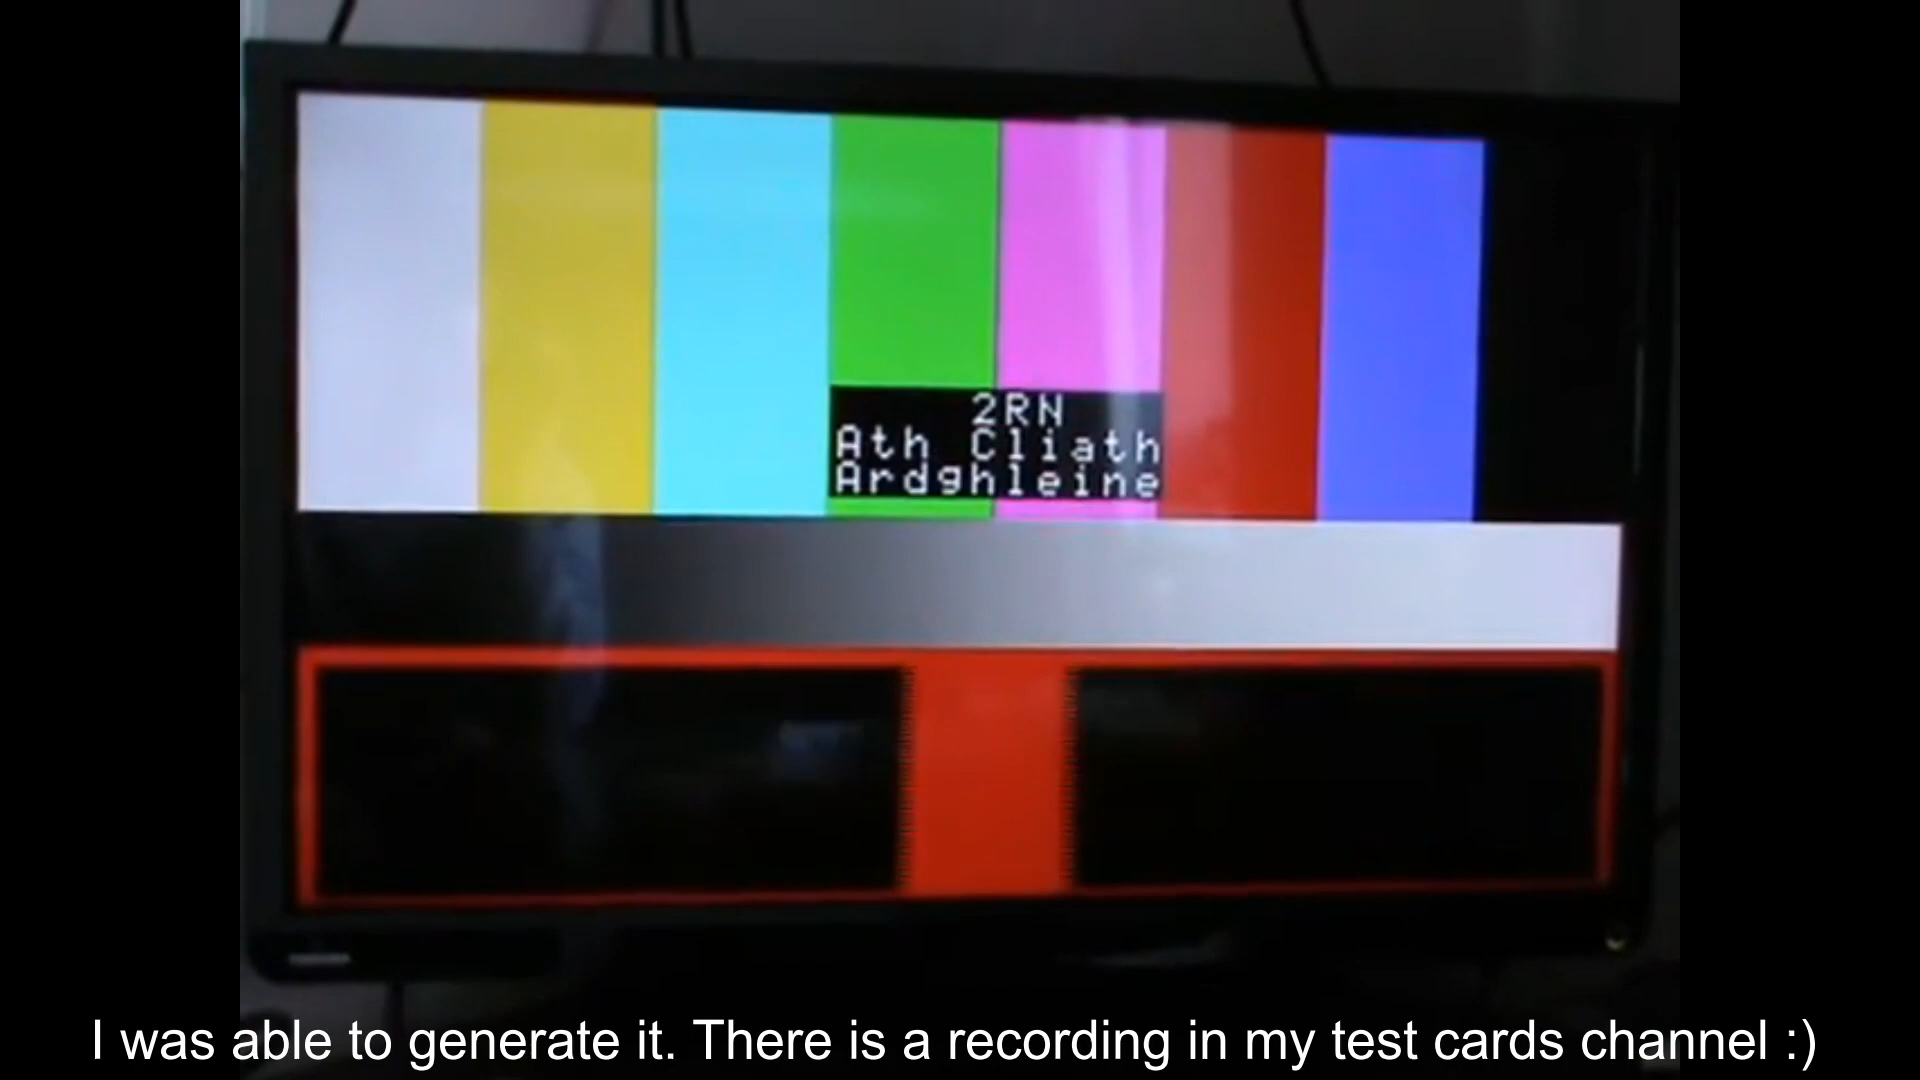 2RN
Ath Cliath
Ardghleine
I was able to generate it. There is a recording in my test cards channel :)